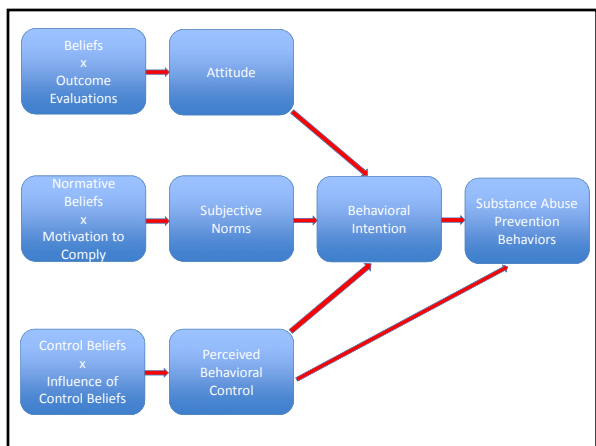 Beliefs
x
Outcome
Evaluations
Attitude
Normative
Beliefs
x
Motivation to
Comply
Subjective
Norms
Behavioral
Intention
Substance Abuse
Prevention
Behaviors
Control Beliefs
x
Influence of
Control Beliefs
Perceived
Behavioral
Control